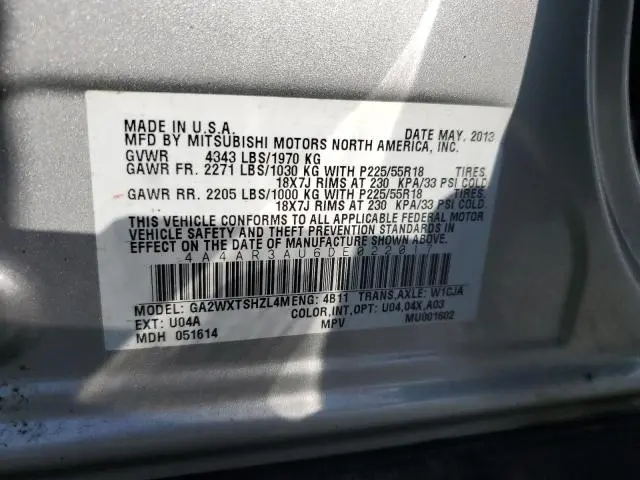 MADE IN U.S.A. DATE MAY. 2013
MFD BY MITSUBISHI MOTORS NORTH AMERICA, INC.
GVWR 4343 LBS/1970 KG
GAWR FR. 2271 LBS/1030 KG WITH P225/55R18 TIRES,
18X7J RIMS AT 230 KPA/33 PSI COLD.
GAWR RR. 2205 LBS/1000 KG WITH P225/55R18 TIRES,
18X7J RIMS AT 230 KPA/33 PSI COLD.
THIS VEHICLE CONFORMS TO ALL APPLICABLE FEDERAL MOTOR
VEHICLE SAFETY AND THEFT PREVENTION STANDARDS IN
EFFECT ON THE DATE OF MANUFACTURE SHOWN ABOVE.
4A4AR3AU6DE022017
MODEL: GA2WXTSHZL4M ENG: 4B11 TRANS,AXLE: W1CJA
EXT: U04A COLOR,INT,OPT: U04,04X,A03
MDH 051614 MPV MU001602